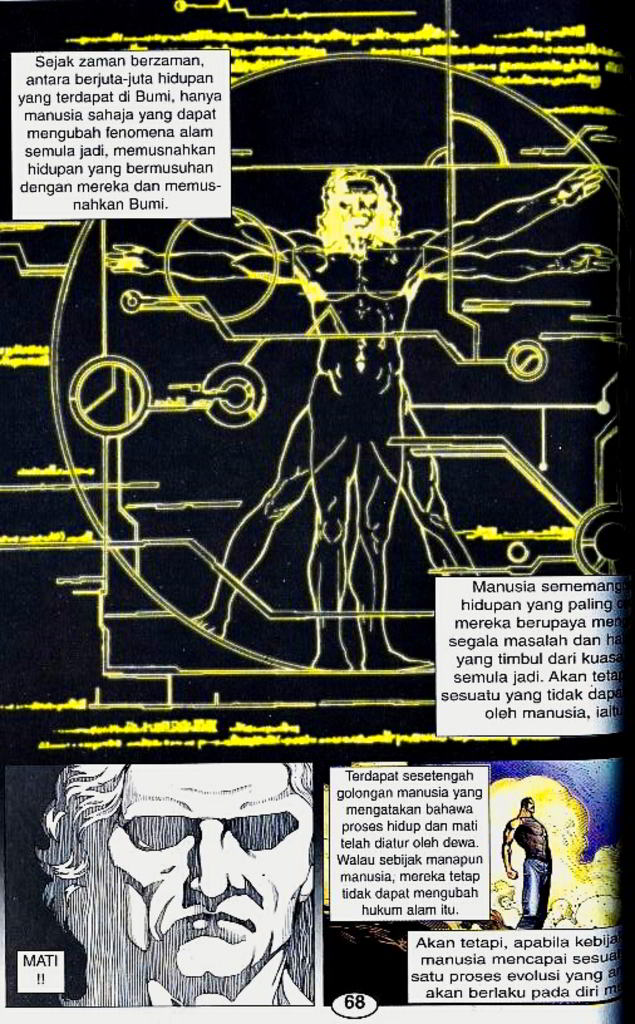 Sejak zaman berzaman,
antara berjuta-juta hidupan
yang terdapat di Bumi, hanya
manusia sahaja yang dapat
mengubah fenomena alam
semula jadi, memusnahkan
hidupan yang bermusuhan
dengan mereka dan memus-
nahkan Bumi.
Manusia
hidupan yang paling
mereka berupaya
segala masalah dan
yang timbul dari
semula jadi. Akan
sesuatu yang tidak
oleh manusia,
MATI
!!
Terdapat sesetengah
golongan manusia yang
mengatakan bahawa
proses hidup dan mati
telah diatur oleh dewa.
Walau sebijak manapun
manusia, mereka tetap
tidak dapat mengubah
hukum alam itu.
Akan tetapi, apabila
manusia mencapai
satu proses evolusi yang
akan berlaku pada diri
68